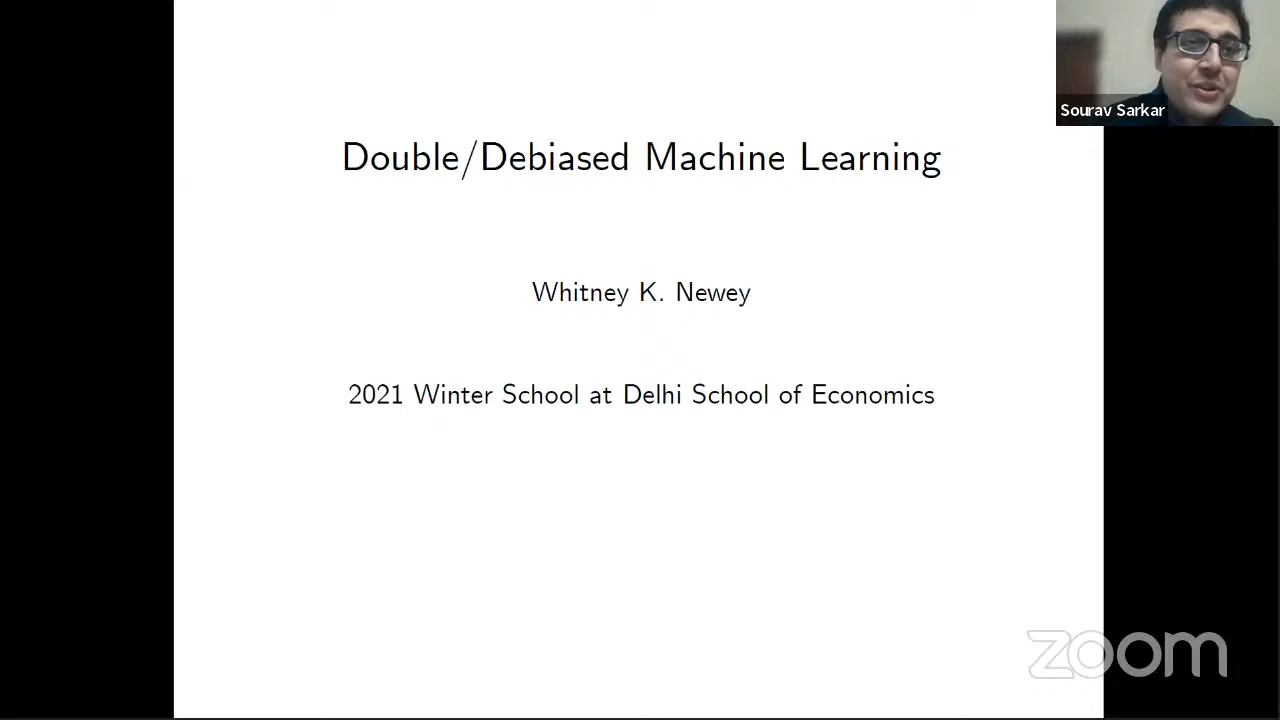 Double/Debiased Machine Learning
Sourav Sarkar
Whitney K. Newey
2021 Winter School at Delhi School of Economics
zoom